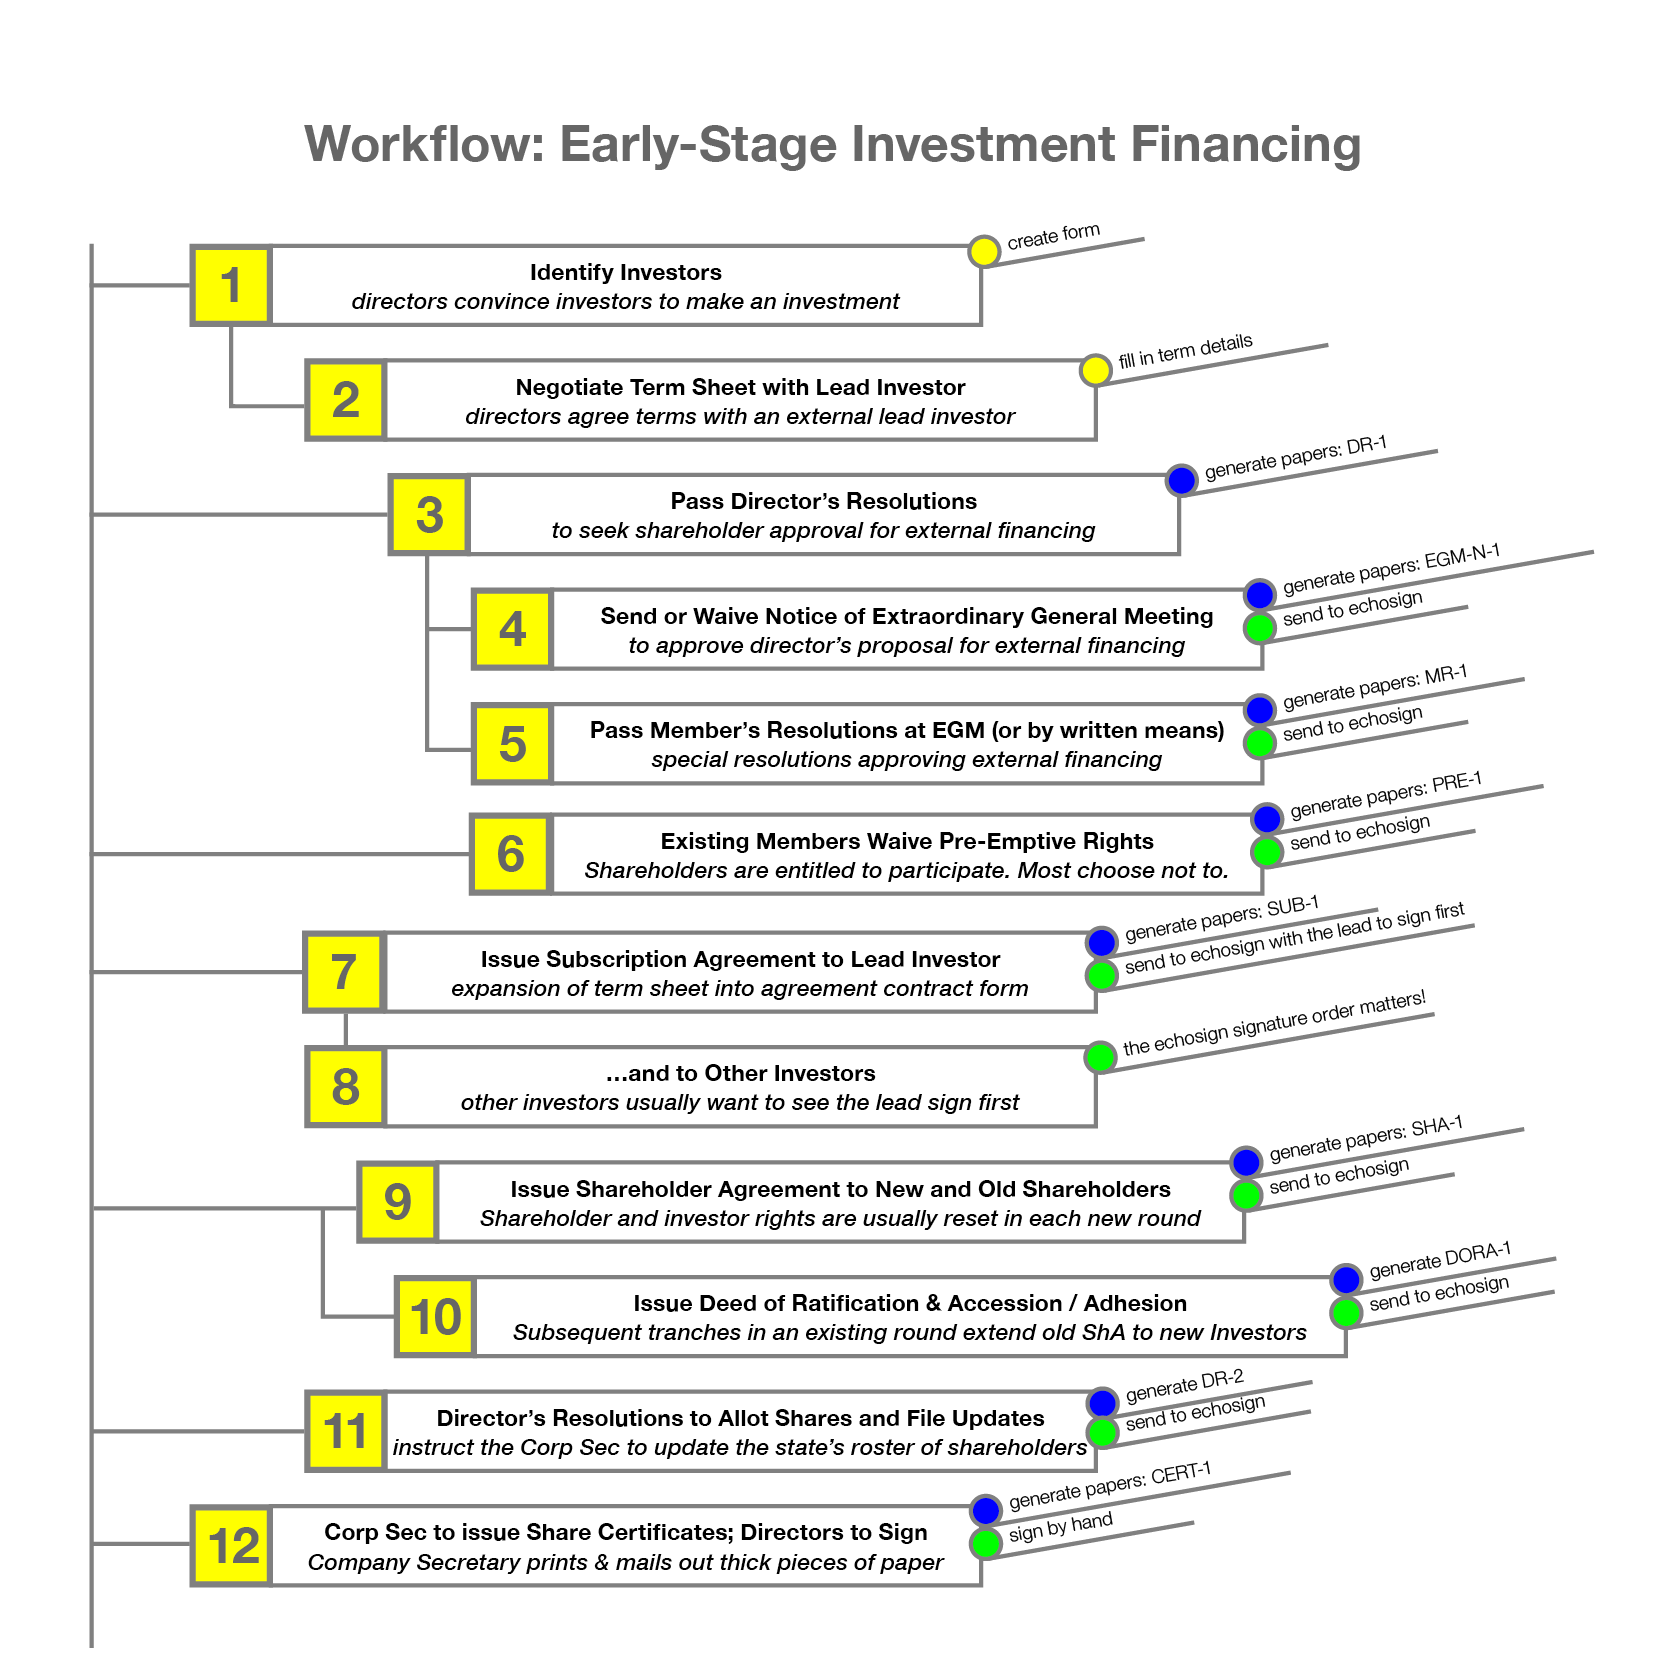 Workflow: Early-Stage Investment Financing
create form
1
Identify Investors
directors convince investors to make an investment
fill in term details
2
Negotiate Term Sheet with Lead Investor
directors agree terms with an external lead investor
generate papers: DR-1
3
Pass Director’s Resolutions
to seek shareholder approval for external financing
generate papers: EGM-N-1
send to echosign
4
Send or Waive Notice of Extraordinary General Meeting
to approve director’s proposal for external financing
generate papers: MR-1
send to echosign
5
Pass Member’s Resolutions at EGM (or by written means)
special resolutions approving external financing
generate papers: PRE-1
send to echosign
6
Existing Members Waive Pre-Emptive Rights
Shareholders are entitled to participate. Most choose not to.
generate papers: SUB-1
send to echosign with the lead to sign first
7
Issue Subscription Agreement to Lead Investor
expansion of term sheet into agreement contract form
the echosign signature order matters!
8
...and to Other Investors
other investors usually want to see the lead sign first
generate papers: SHA-1
send to echosign
9
Issue Shareholder Agreement to New and Old Shareholders
Shareholder and investor rights are usually reset in each new round
generate DORA-1
send to echosign
10
Issue Deed of Ratification & Accession / Adhesion
Subsequent tranches in an existing round extend old ShA to new Investors
generate DR-2
send to echosign
11
Director’s Resolutions to Allot Shares and File Updates
instruct the Corp Sec to update the state’s roster of shareholders
generate papers: CERT-1
sign by hand
12
Corp Sec to issue Share Certificates; Directors to Sign
Company Secretary prints & mails out thick pieces of paper